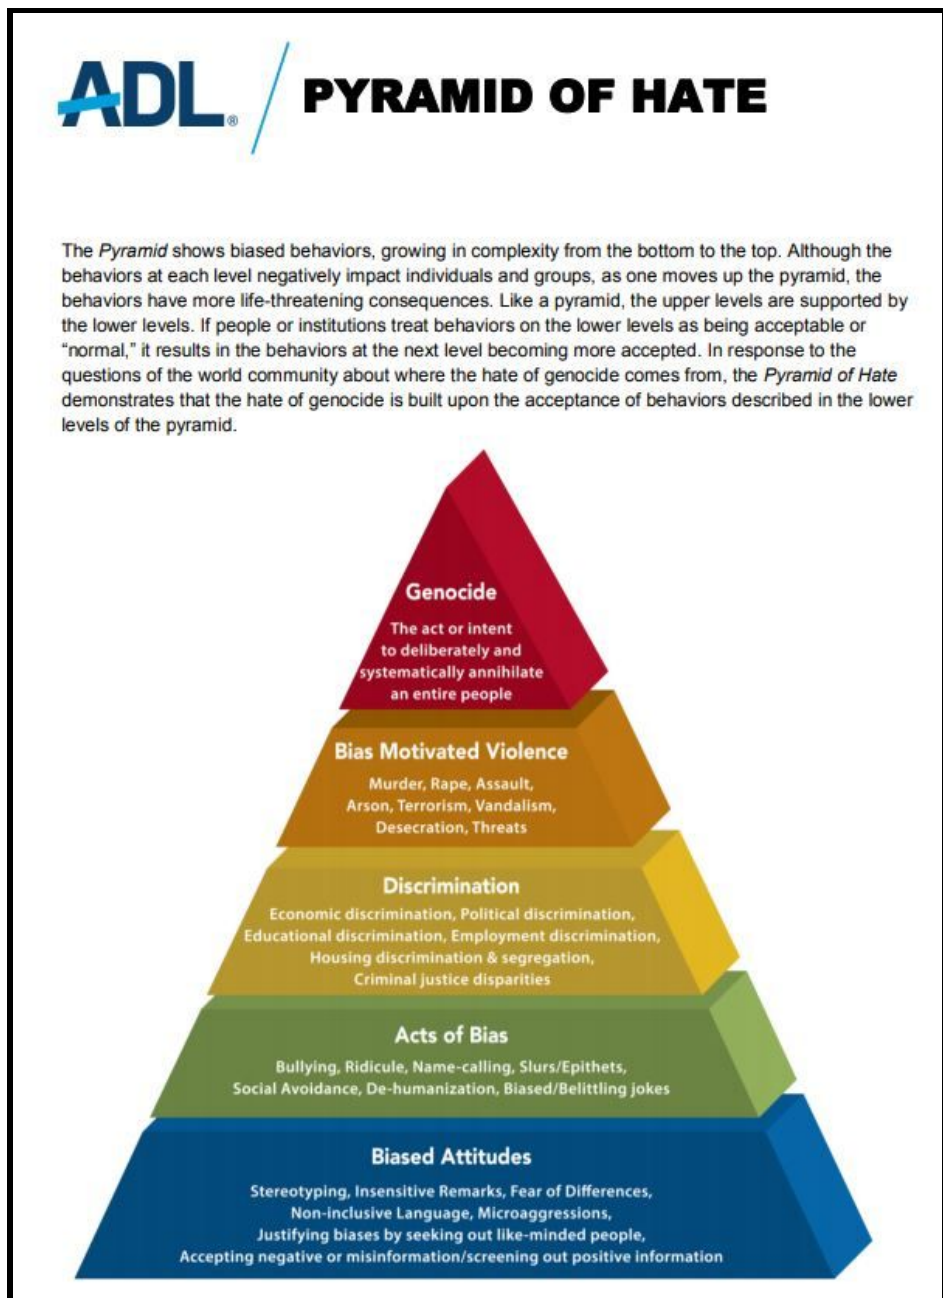 ADL® PYRAMID OF HATE
The Pyramid shows biased behaviors, growing in complexity from the bottom to the top. Although the
behaviors at each level negatively impact individuals and groups, as one moves up the pyramid, the
behaviors have more life-threatening consequences. Like a pyramid, the upper levels are supported by
the lower levels. If people or institutions treat behaviors on the lower levels as being acceptable or
“normal,” it results in the behaviors at the next level becoming more accepted. In response to the
questions of the world community about where the hate of genocide comes from, the Pyramid of Hate
demonstrates that the hate of genocide is built upon the acceptance of behaviors described in the lower
levels of the pyramid.
Genocide
The act or intent
to deliberately and
systematically annihilate
an entire people
Bias Motivated Violence
Murder, Rape, Assault,
Arson, Terrorism, Vandalism,
Desecration, Threats
Discrimination
Economic discrimination, Political discrimination,
Educational discrimination, Employment discrimination,
Housing discrimination & segregation,
Criminal justice disparities
Acts of Bias
Bullying, Ridicule, Name-calling, Slurs/Epithets,
Social Avoidance, De-humanization, Biased/Belittling jokes
Biased Attitudes
Stereotyping, Insensitive Remarks, Fear of Differences,
Non-inclusive Language, Microaggressions,
Justifying biases by seeking out like-minded people,
Accepting negative or misinformation/screening out positive information